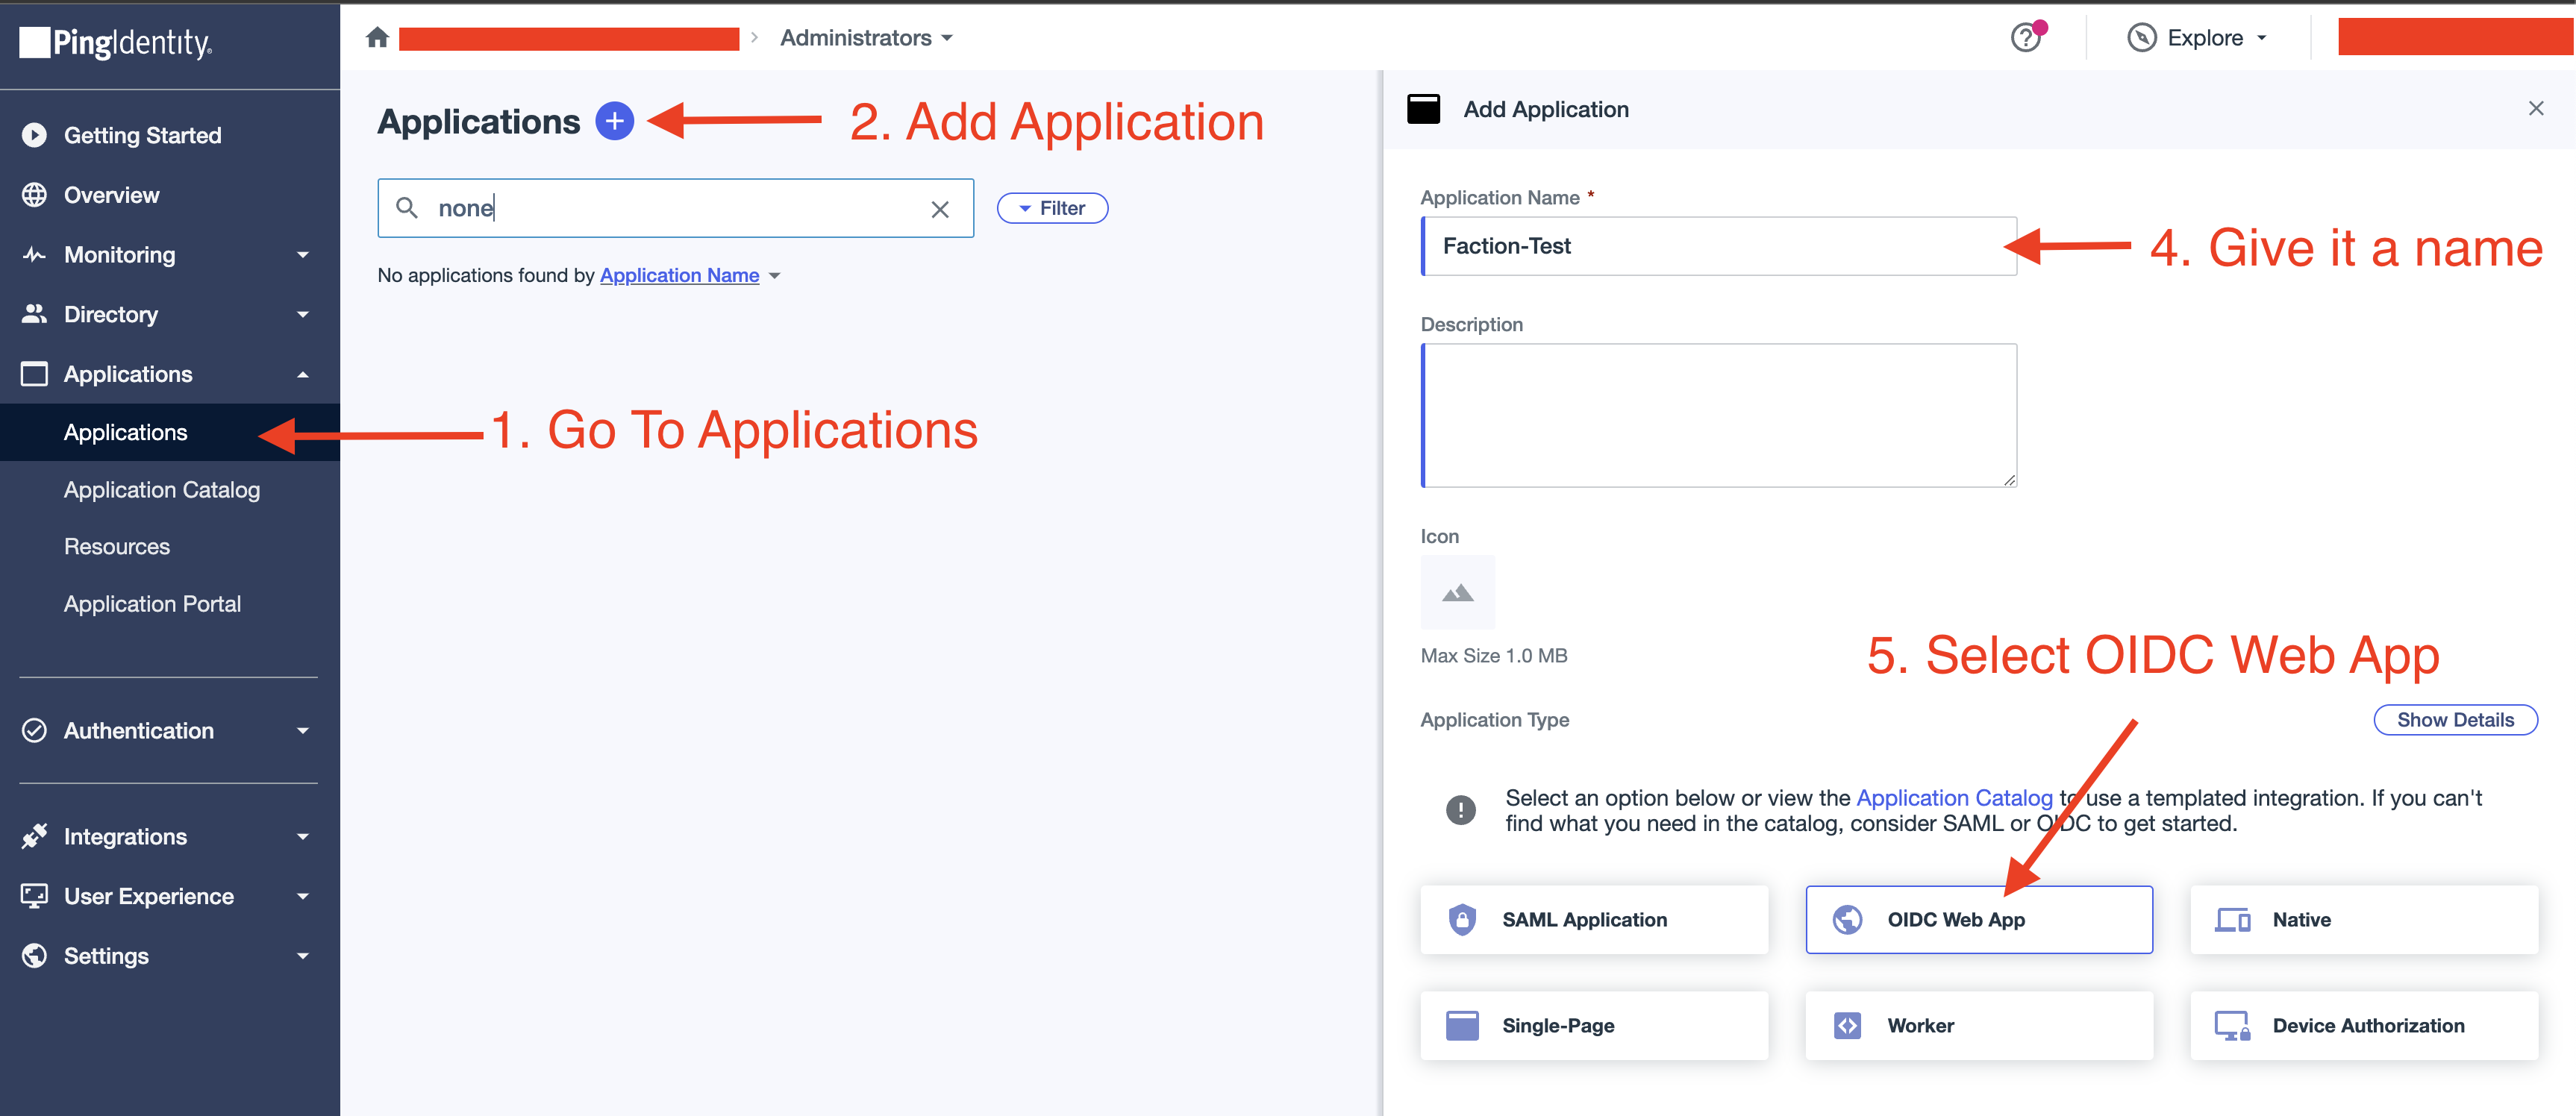 PingIdentity.
Administrators
Explore
Getting Started
Overview
Monitoring
Directory
Applications
Applications
Application Catalog
Resources
Application Portal
Authentication
Integrations
User Experience
Settings
Applications
2. Add Application
none
Filter
No applications found by Application Name
1. Go To Applications
Add Application
Application Name *
Faction-Test
4. Give it a name
Description
Icon
Max Size 1.0 MB
5. Select OIDC Web App
Application Type
Show Details
Select an option below or view the Application Catalog to use a templated integration. If you can't
find what you need in the catalog, consider SAML or OIDC to get started.
SAML Application
OIDC Web App
Native
Single-Page
Worker
Device Authorization